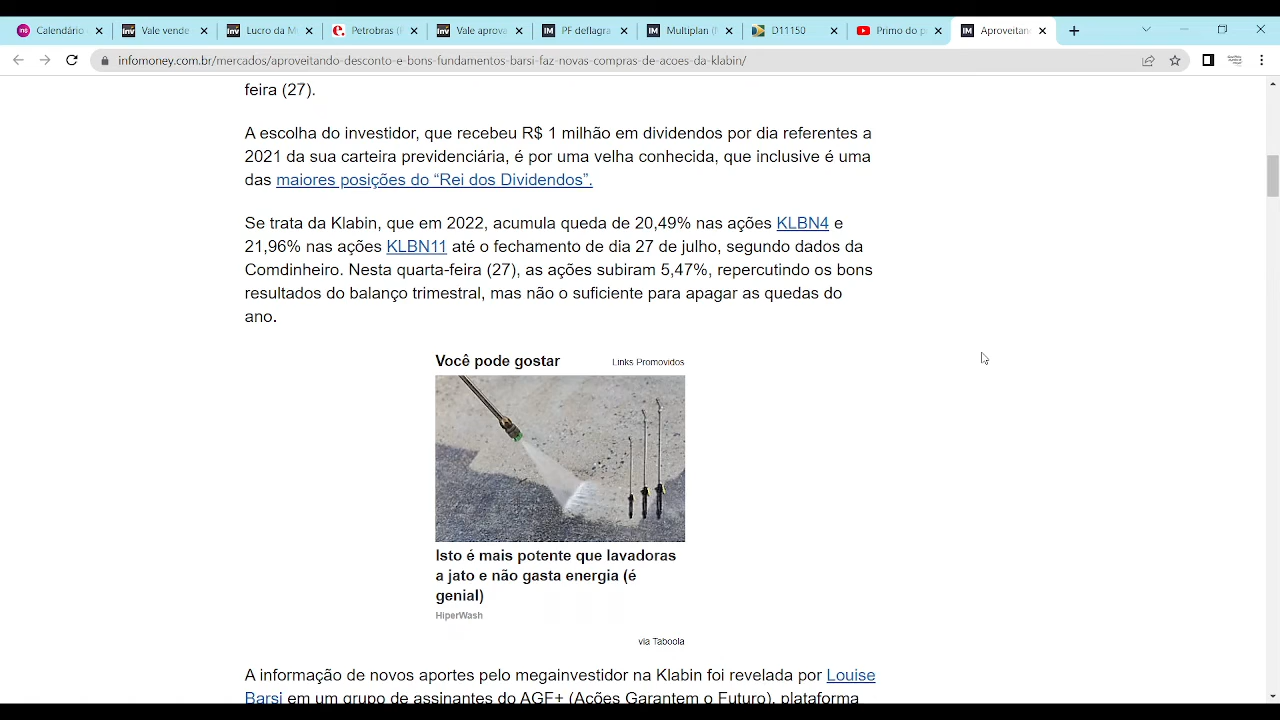 Calendário
Vale vende
Lucro da M
Petrobras (
Vale aprova
PF deflagra
Multiplan (M
D11150
Primo do p
Aproveitan
infomoney.com.br/mercados/aproveitando-desconto-e-bons-fundamentos-barsi-faz-novas-compras-de-acoes-da-klabin/
feira (27).
A escolha do investidor, que recebeu R$ 1 milhão em dividendos por dia referentes a
2021 da sua carteira previdenciária, é por uma velha conhecida, que inclusive é uma
das maiores posições do “Rei dos Dividendos”.
Se trata da Klabin, que em 2022, acumula queda de 20,49% nas ações KLBN4 e
21,96% nas ações KLBN11 até o fechamento de dia 27 de julho, segundo dados da
Comdinheiro. Nesta quarta-feira (27), as ações subiram 5,47%, repercutindo os bons
resultados do balanço trimestral, mas não o suficiente para apagar as quedas do
ano.
Você pode gostar
Links Promovidos
Isto é mais potente que lavadoras
a jato e não gasta energia (é
genial)
HiperWash
via Taboola
A informação de novos aportes pelo megainvestidor na Klabin foi revelada por Louise
Barsi em um grupo de assinantes do AGF+ (Ações Garantem o Futuro), plataforma